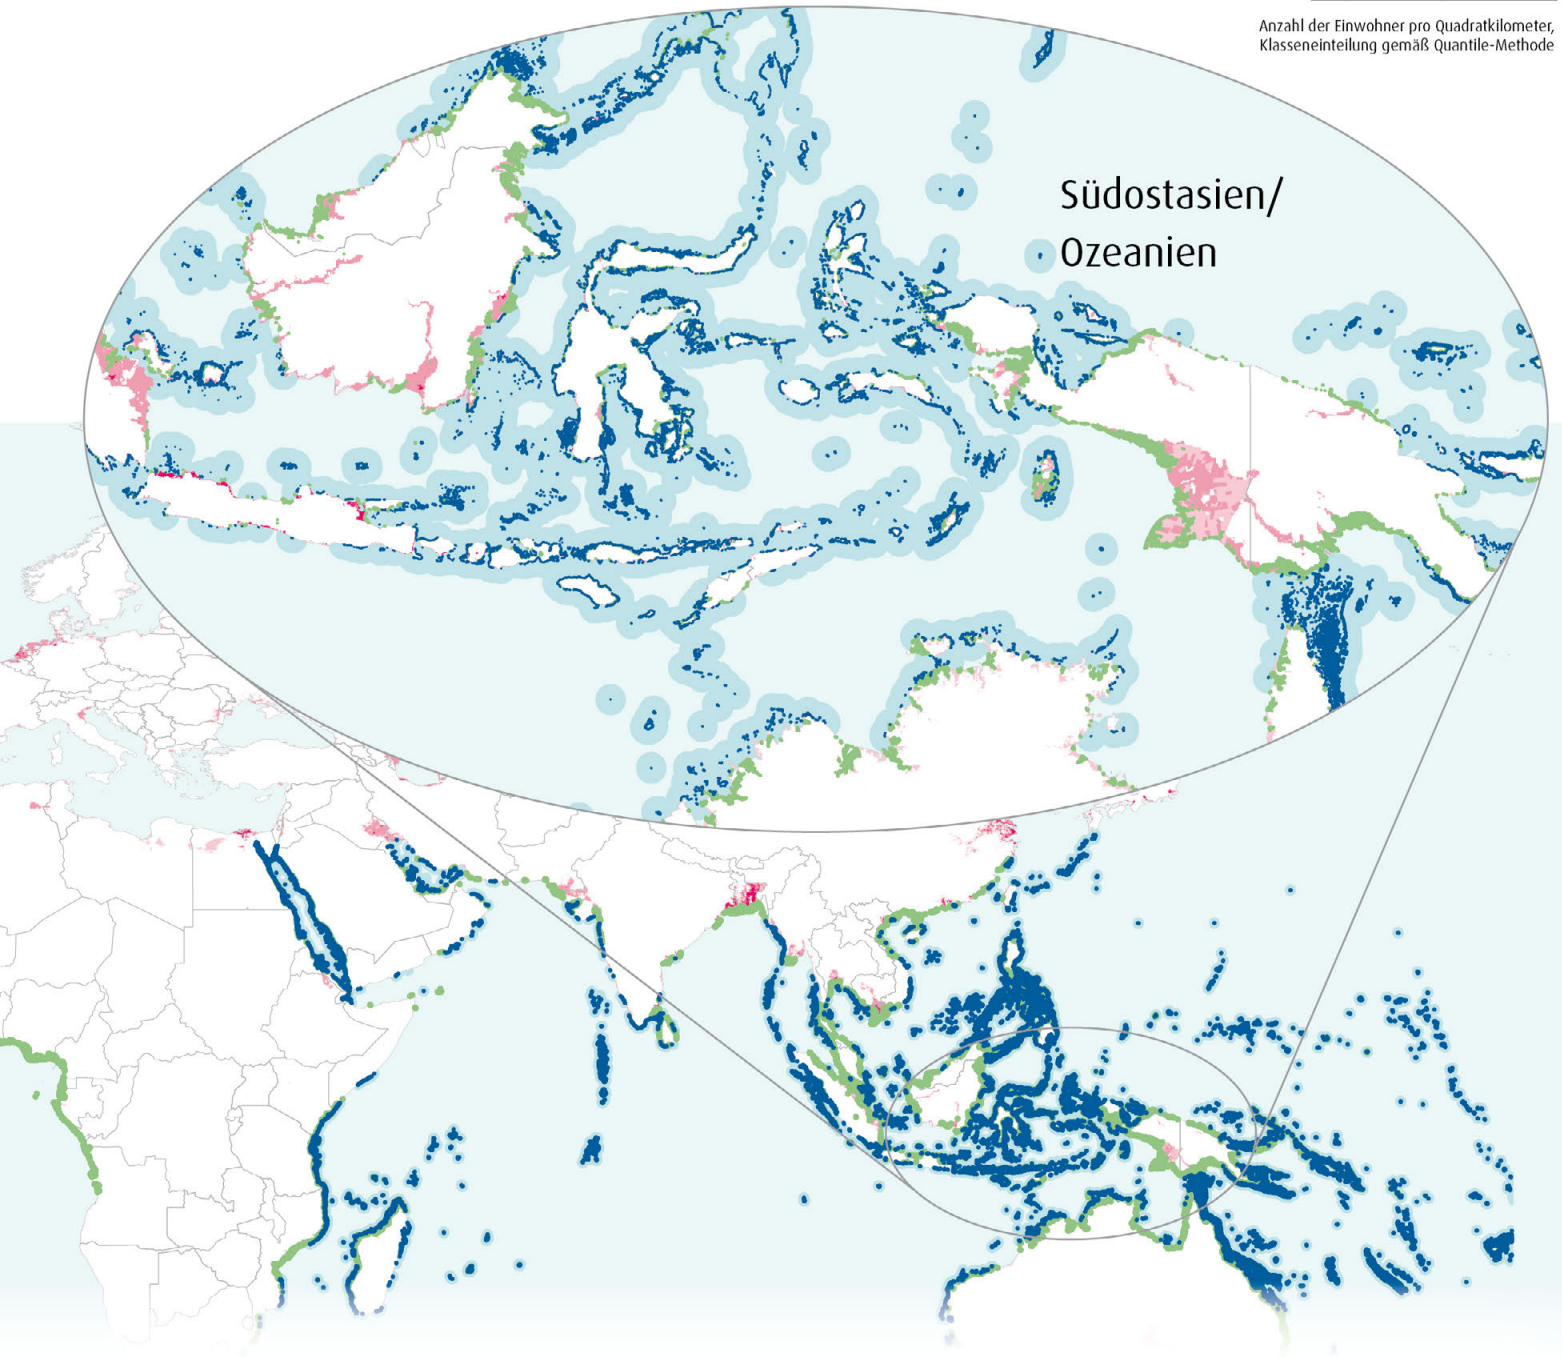 Anzahl der Einwohner pro Quadratkilometer,
Klasseneinteilung gemäß Quantile-Methode
Südostasien/
Ozeanien